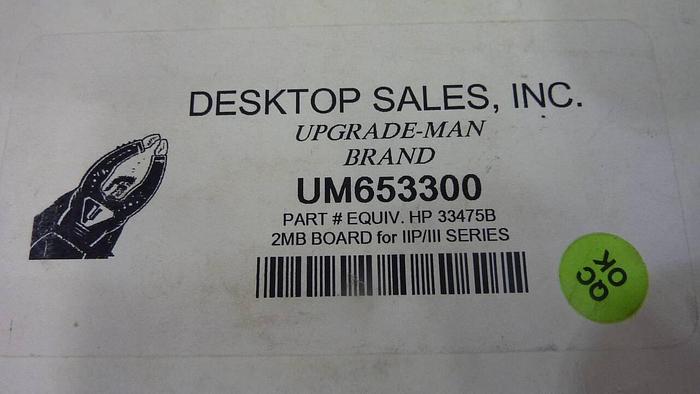 DESKTOP SALES, INC.
UPGRADE-MAN
BRAND
UM653300
PART # EQUIV. HP 33475B
2MB BOARD for IIP/III SERIES
QC
OK